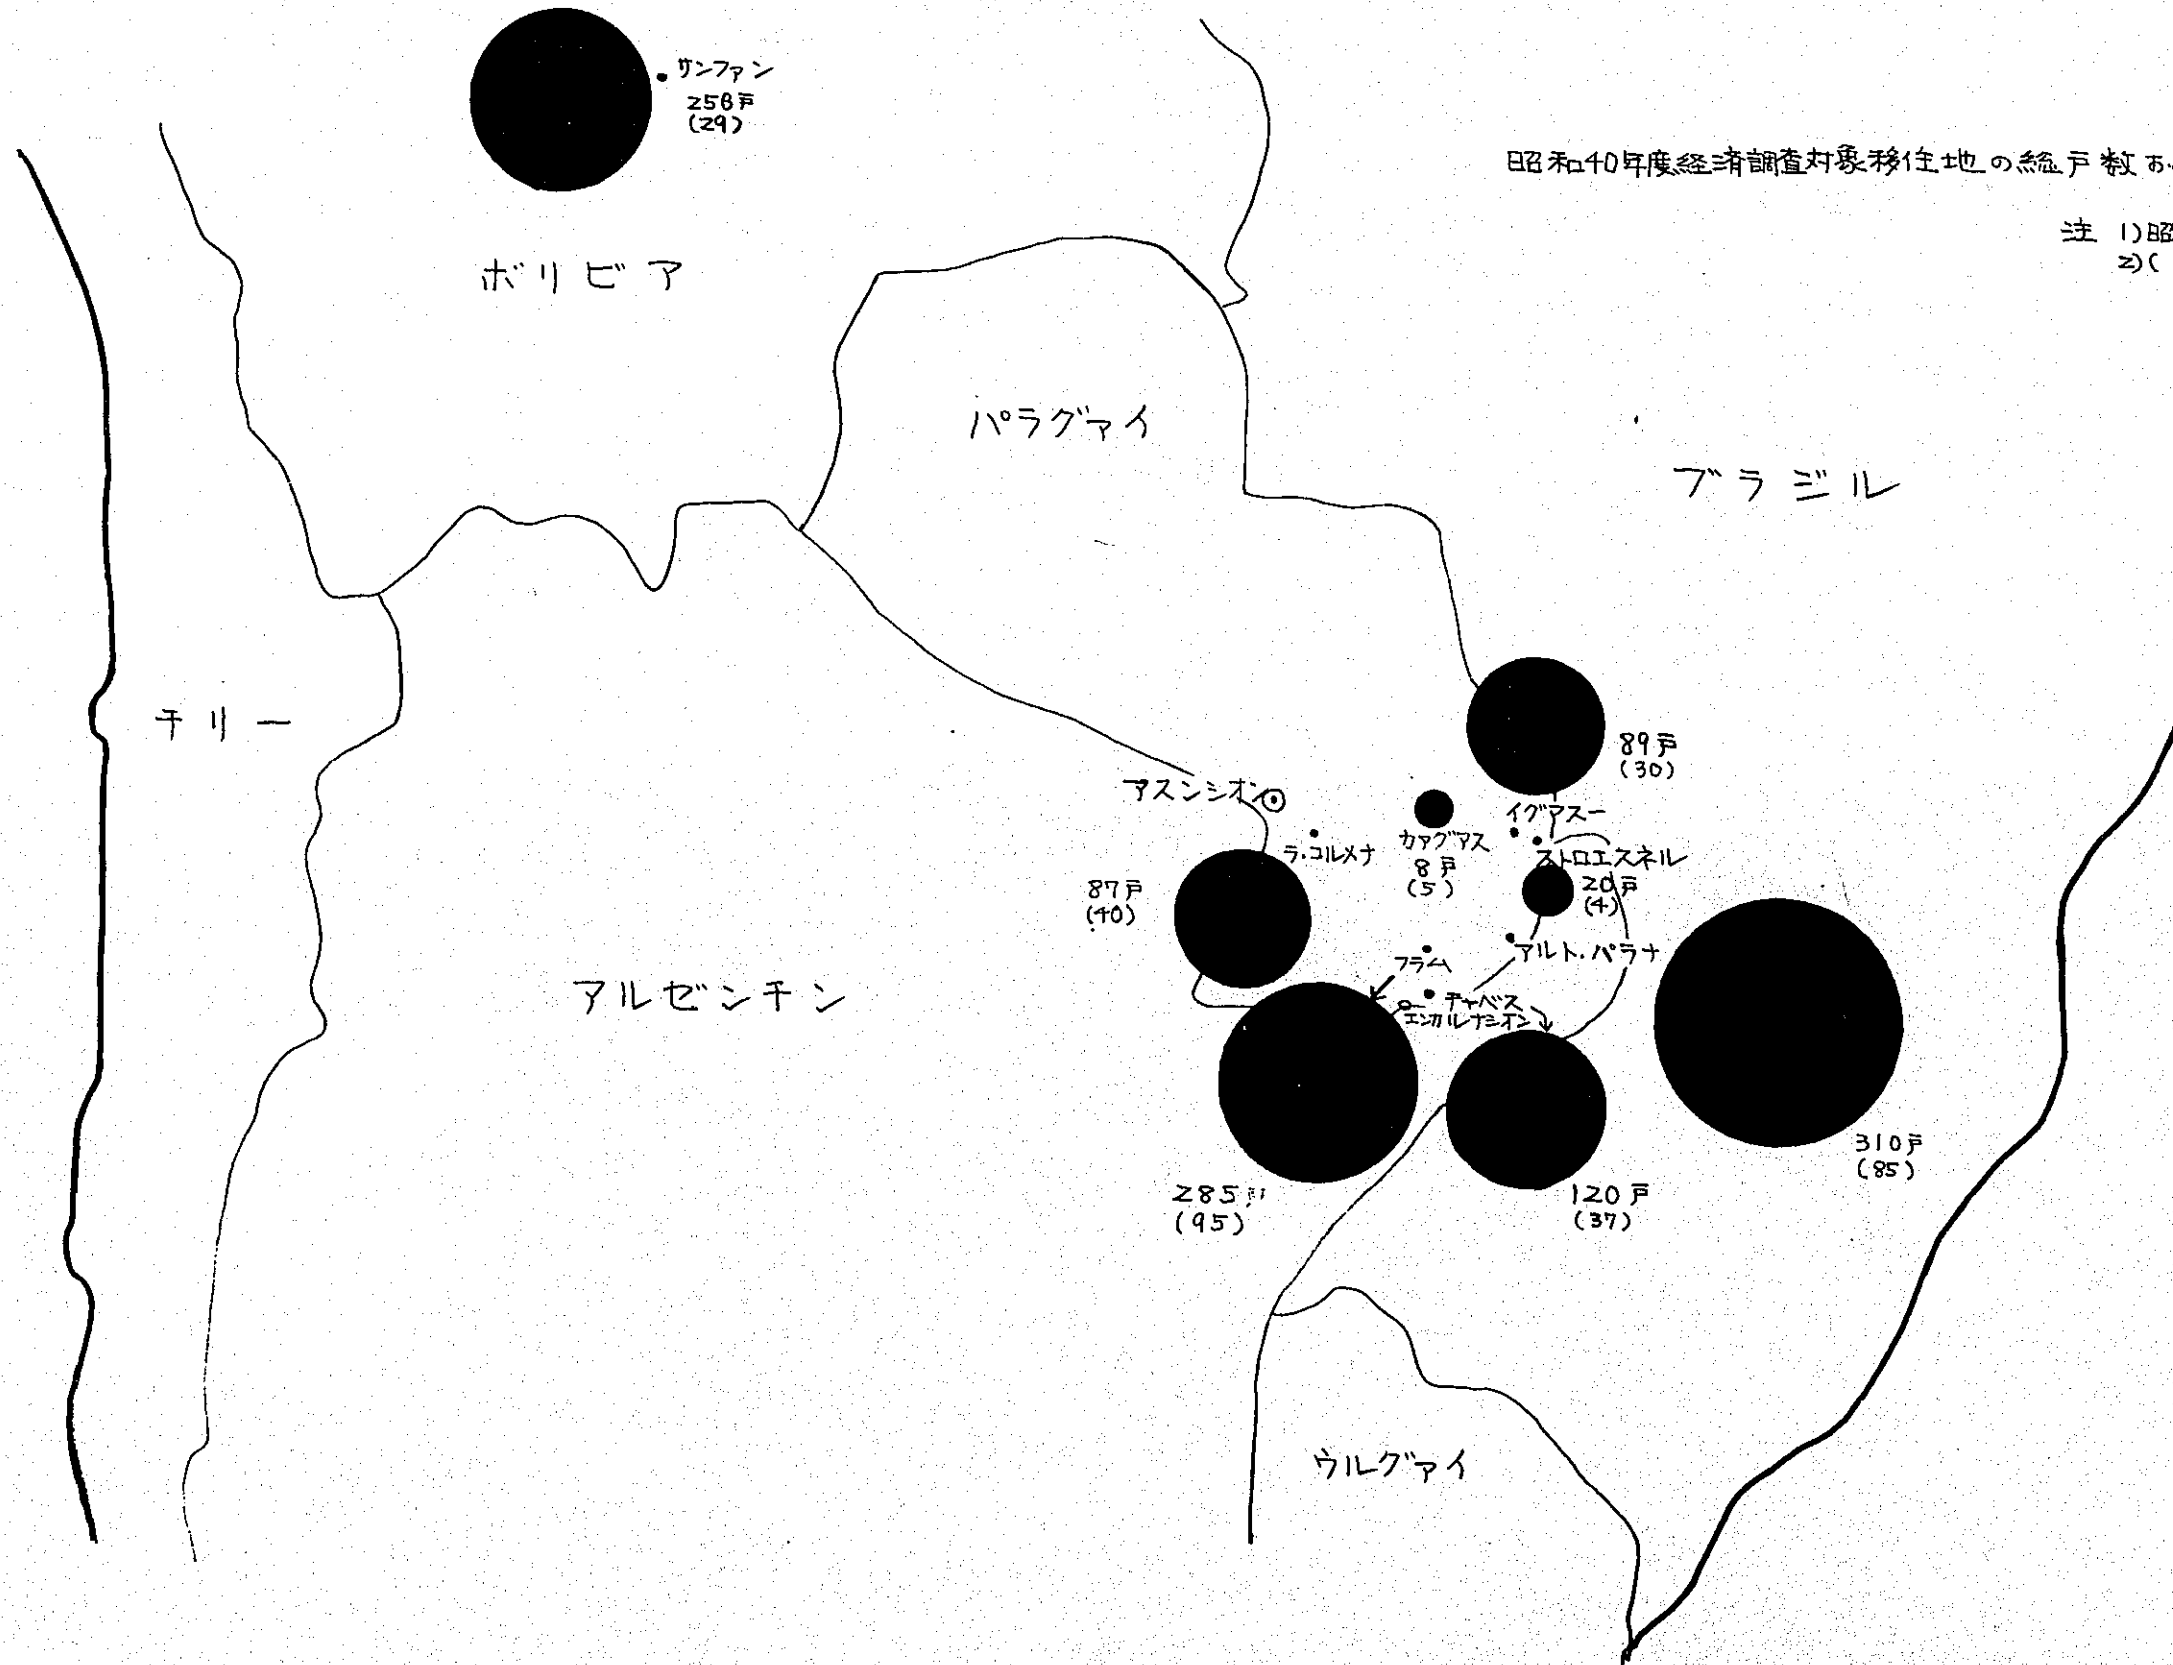 サンファン
258戸
(29)
昭和40年度経済調査対象移住地の総戸数お
注 1)昭
2)(
ボリビア
パラグァイ
ブラジル
チリー
89戸
(30)
アスンシオン
イグアスー
ラ・コルメナ
カァグアス
8戸
(5)
ストロエスネル
20戸
(4)
87戸
(40)
アルト・パラナ
フラム
チャベス
エンカルナシオン
アルゼンチン
310戸
(85)
285戸
(95)
120戸
(37)
ウルグァイ